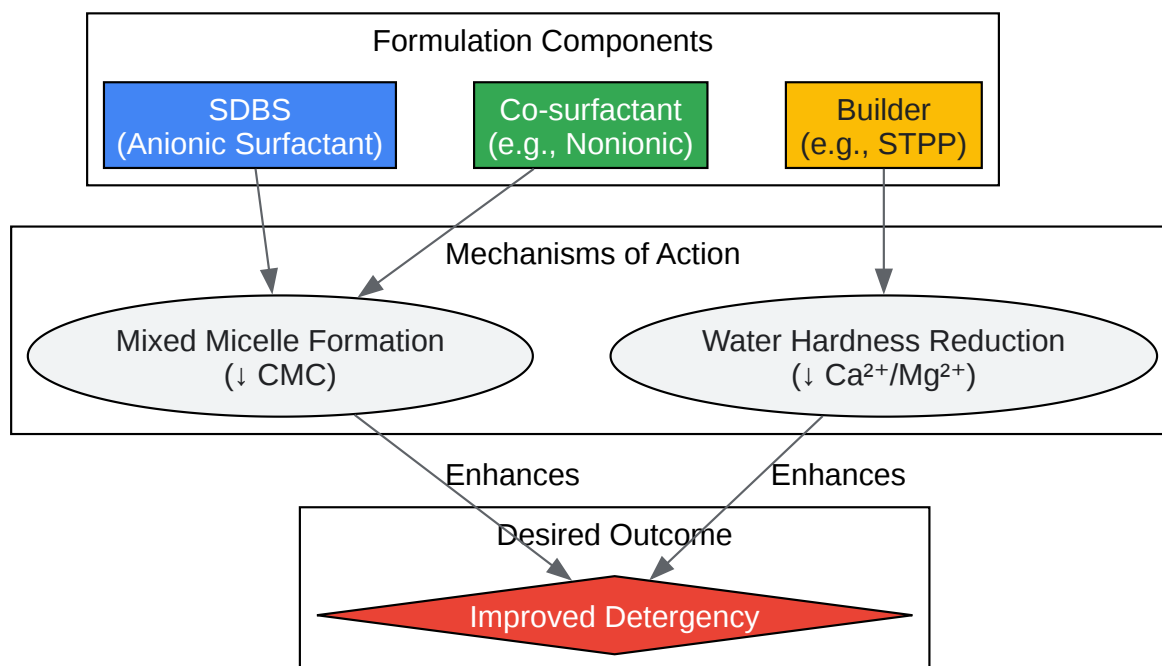 Formulation Components
SDBS
(Anionic Surfactant)
Co-surfactant
(e.g., Nonionic)
Builder
(e.g., STPP)
Mechanisms of Action
Mixed Micelle Formation
(↓ CMC)
Water Hardness Reduction
(↓ Ca²⁺/Mg²⁺)
Enhances
Enhances
Desired Outcome
Improved Detergency